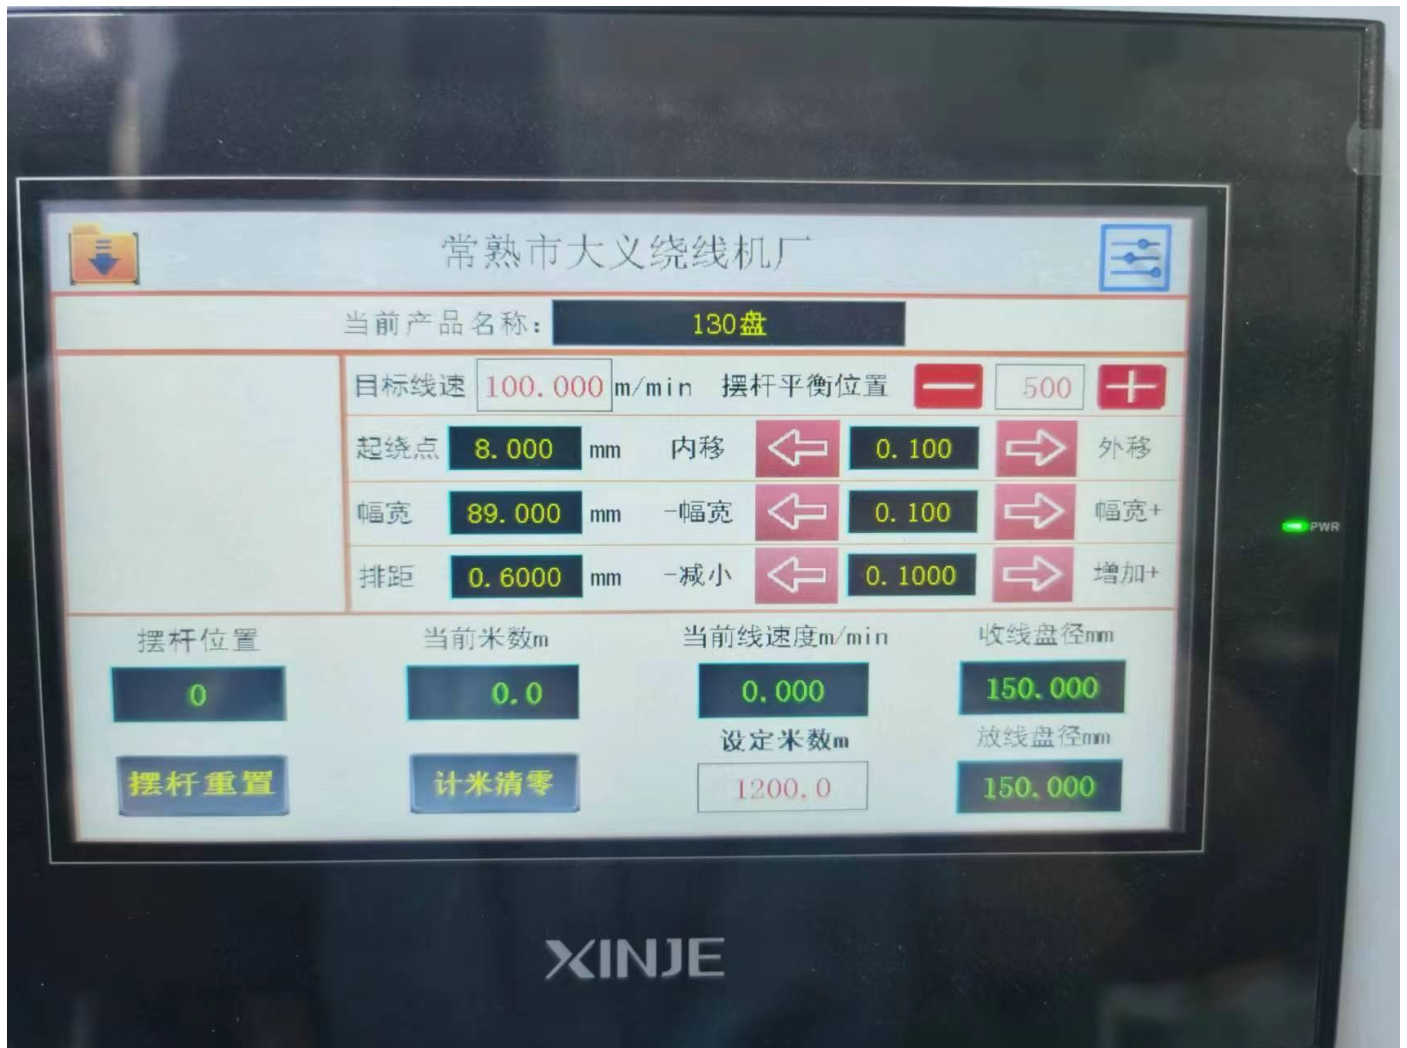 常熟市大义绕线机厂
当前产品名称: 130盘
目标线速 100.000 m/min 摆杆平衡位置 — 500 +
起绕点 8.000 mm 内移 0.100 外移
幅宽 89.000 mm -幅宽 0.100 幅宽+
排距 0.6000 mm -减小 0.1000 增加+
摆杆位置 当前米数m 当前线速度m/min 收线盘径mm
0 0.0 0.000 150.000
设定米数m 放线盘径mm
摆杆重置 计米清零 1200.0 150.000
PWR
XINJE